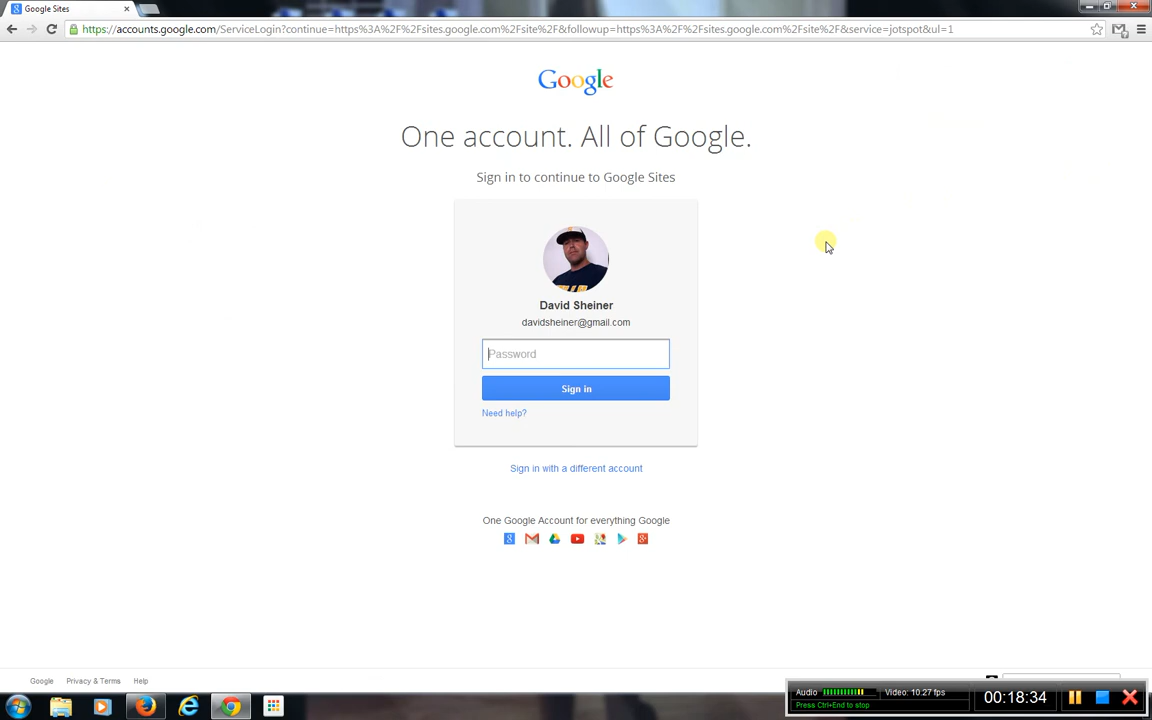 Google Sites
https://accounts.google.com/ServiceLogin?continue=https%3A%2F%2Fsites.google.com%2Fsite%2F&followup=https%3A%2F%2Fsites.google.com%2Fsite%2F&service=jotspot&ul=1
Google
One account. All of Google.
Sign in to continue to Google Sites
David Sheiner
davidsheiner@gmail.com
Password
Sign in
Need help?
Sign in with a different account
One Google Account for everything Google
Google Privacy & Terms Help
Audio Video: 10.27 fps
Press Ctrl+End to stop
00:18:34